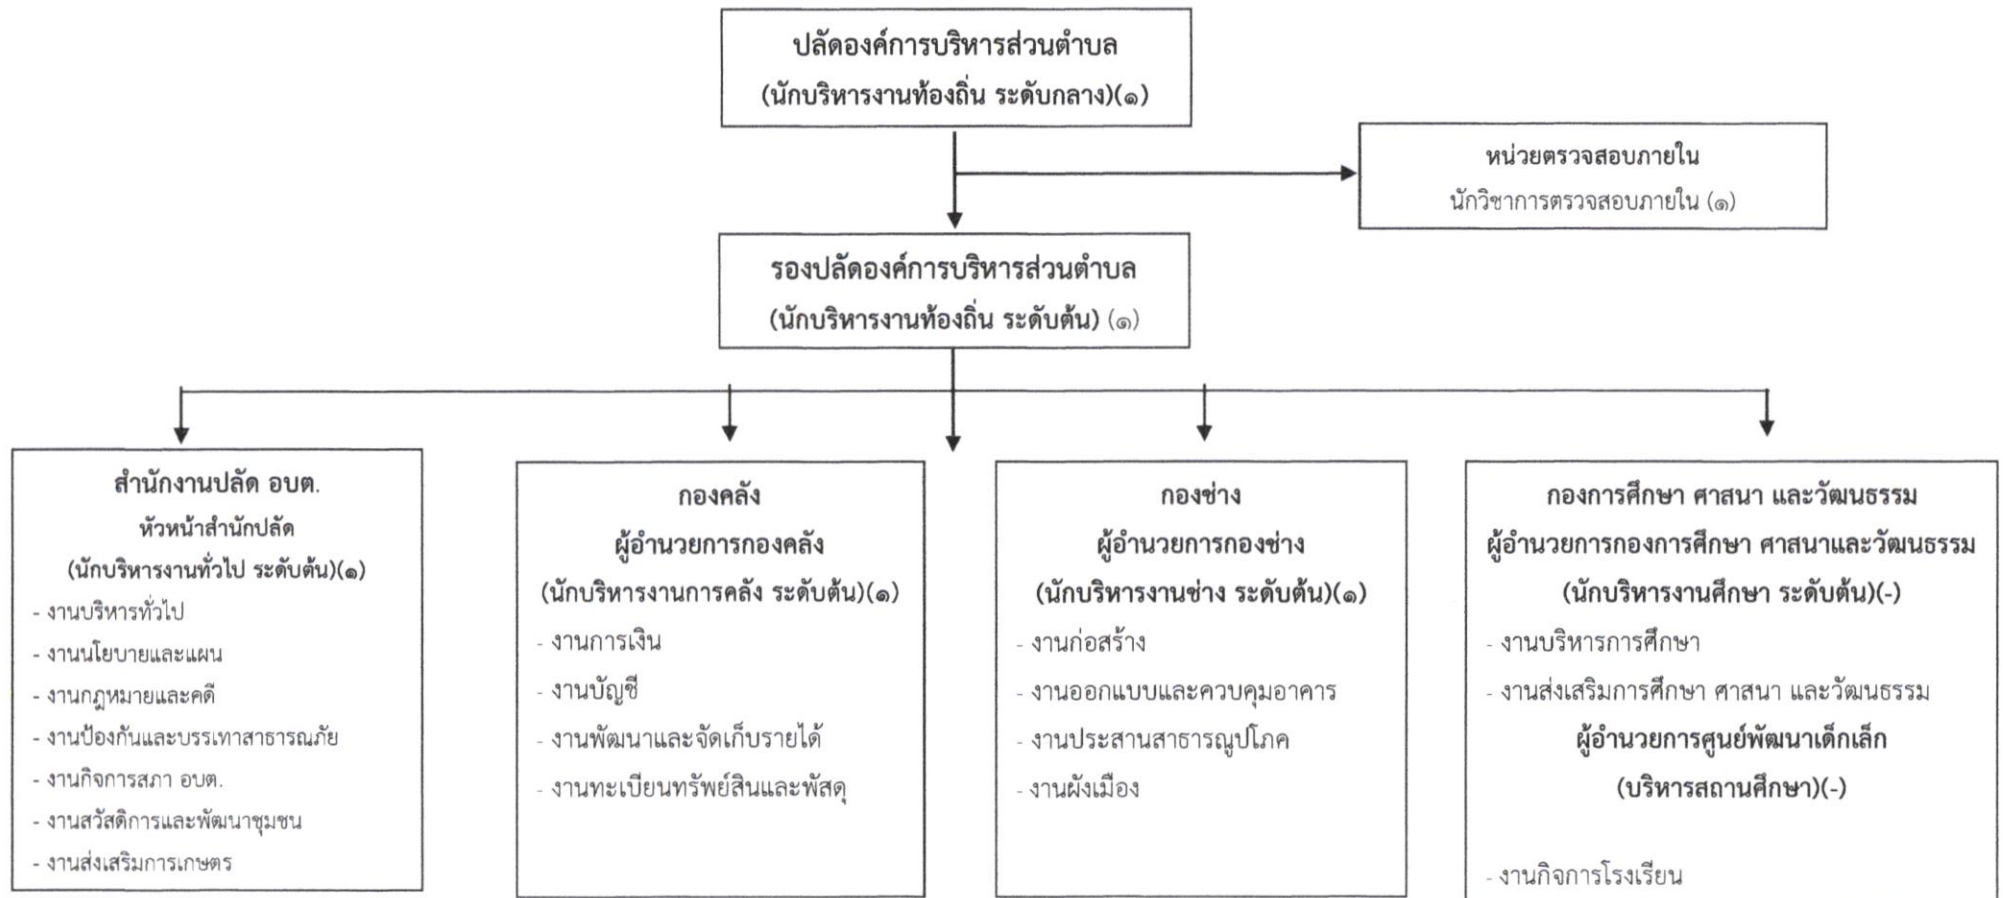 ปลัดองค์การบริหารส่วนตำบล
(นักบริหารงานท้องถิ่น ระดับกลาง)(๑)
หน่วยตรวจสอบภายใน
นักวิชาการตรวจสอบภายใน (๑)
รองปลัดองค์การบริหารส่วนตำบล
(นักบริหารงานท้องถิ่น ระดับต้น) (๑)
สำนักงานปลัด อบต.
หัวหน้าสำนักปลัด
(นักบริหารงานทั่วไป ระดับต้น)(๑)
- งานบริหารทั่วไป
- งานนโยบายและแผน
- งานกฎหมายและคดี
- งานป้องกันและบรรเทาสาธารณภัย
- งานกิจการสภา อบต.
- งานสวัสดิการและพัฒนาชุมชน
- งานส่งเสริมการเกษตร
กองคลัง
ผู้อำนวยการกองคลัง
(นักบริหารงานการคลัง ระดับต้น)(๑)
- งานการเงิน
- งานบัญชี
- งานพัฒนาและจัดเก็บรายได้
- งานทะเบียนทรัพย์สินและพัสดุ
กองช่าง
ผู้อำนวยการกองช่าง
(นักบริหารงานช่าง ระดับต้น)(๑)
- งานก่อสร้าง
- งานออกแบบและควบคุมอาคาร
- งานประสานสาธารณูปโภค
- งานผังเมือง
กองการศึกษา ศาสนา และวัฒนธรรม
ผู้อำนวยการกองการศึกษา ศาสนาและวัฒนธรรม
(นักบริหารงานศึกษา ระดับต้น)(-)
- งานบริหารการศึกษา
- งานส่งเสริมการศึกษา ศาสนา และวัฒนธรรม
ผู้อำนวยการศูนย์พัฒนาเด็กเล็ก
(บริหารสถานศึกษา)(-)
- งานกิจการโรงเรียน